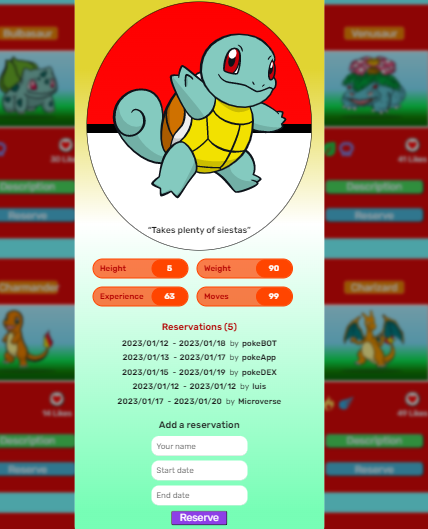 Bulbasaur
Venusaur
20 Likes
41 Likes
Description
Description
Reserve
Reserve
"Takes plenty of siestas"
Height 5 Weight 90
Experience 63 Moves 99
Charmander
Charizard
Reservations (5)
2023/01/12 - 2023/01/18 by pokeBOT
2023/01/13 - 2023/01/17 by pokeApp
2023/01/15 - 2023/01/19 by pokeDEX
2023/01/12 - 2023/01/12 by luis
2023/01/17 - 2023/01/20 by Microverse
Likes
Likes
Add a reservation
Description
Description
Your name
Reserve
Reserve
Start date
End date
Reserve